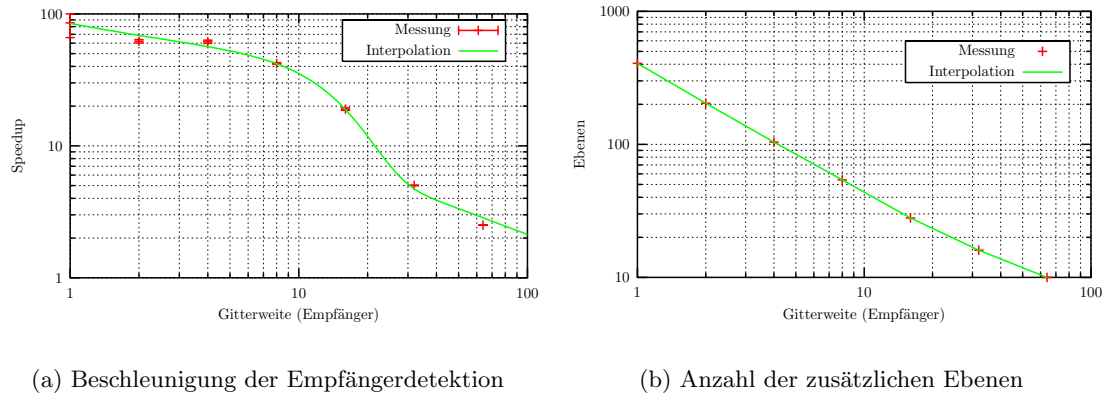 100
10
1
Speedup
1
10
100
Gitterweite (Empfänger)
Messung
Interpolation
(a) Beschleunigung der Empfängerdetektion
1000
100
10
Ebenen
1
10
100
Gitterweite (Empfänger)
Messung
Interpolation
(b) Anzahl der zusätzlichen Ebenen